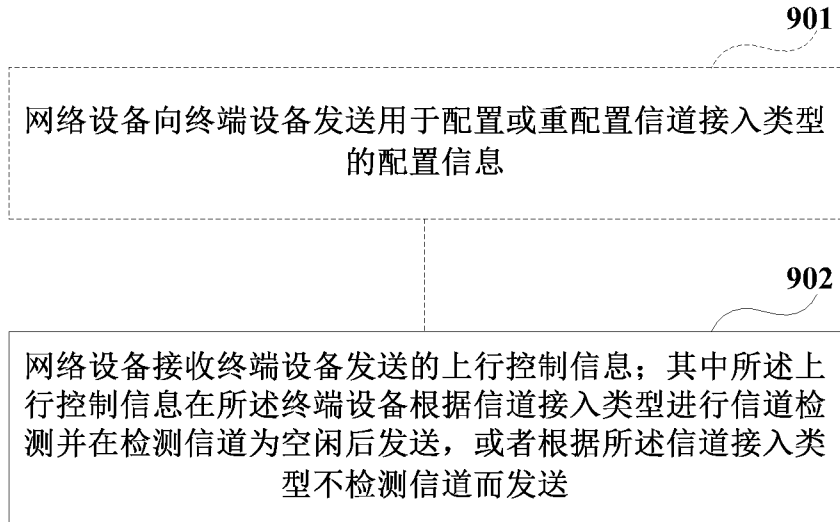 901
网络设备向终端设备发送用于配置或重配置信道接入类型
的配置信息
902
网络设备接收终端设备发送的上行控制信息；其中所述上
行控制信息在所述终端设备根据信道接入类型进行信道检
测并在检测信道为空闲后发送，或者根据所述信道接入类
型不检测信道而发送